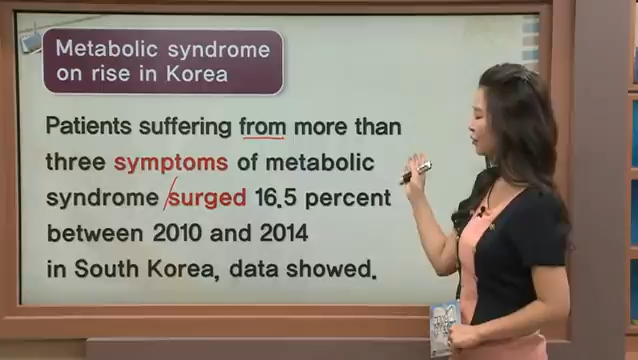 Metabolic syndrome
on rise in Korea
Patients suffering from more than
three symptoms of metabolic
syndrome surged 16.5 percent
between 2010 and 2014
in South Korea, data showed.